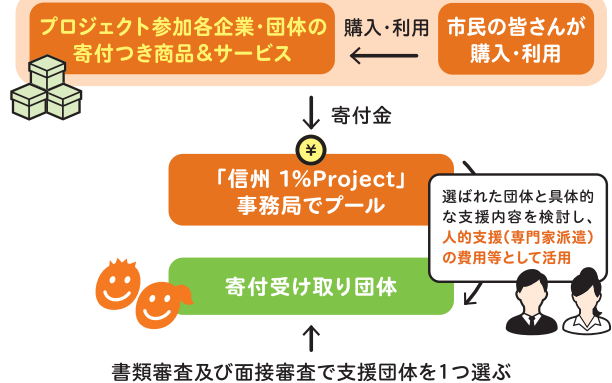 プロジェクト参加各企業・団体の
寄付つき商品&サービス
購入・利用
市民の皆さんが
購入・利用
寄付金
¥
「信州 1%Project」
事務局でプール
選ばれた団体と具体的
な支援内容を検討し、
人的支援(専門家派遣)
の費用等として活用
寄付受け取り団体
書類審査及び面接審査で支援団体を1つ選ぶ